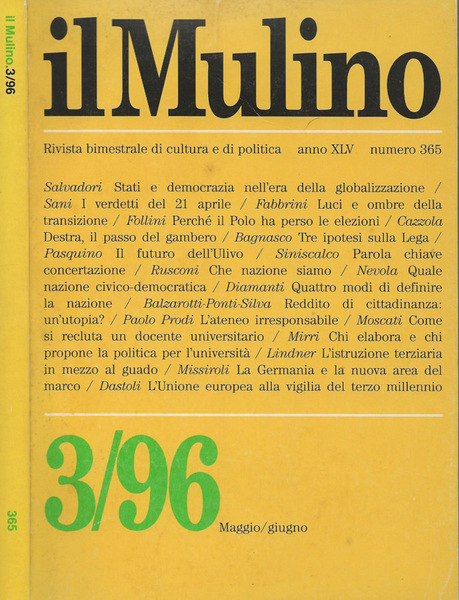 il Mulino.3/96
365
il Mulino
Rivista bimestrale di cultura e di politica anno XLV numero 365
Salvadori Stati e democrazia nell'era della globalizzazione /
Sani I verdetti del 21 aprile / Fabbrini Luci e ombre della
transizione / Follini Perché il Polo ha perso le elezioni / Cazzola
Destra, il passo del gambero / Bagnasco Tre ipotesi sulla Lega /
Pasquino Il futuro dell'Ulivo / Siniscalco Parola chiave
concertazione / Rusconi Che nazione siamo / Nevola Quale
nazione civico-democratica / Diamanti Quattro modi di definire
la nazione / Balzarotti-Ponti-Silva Reddito di cittadinanza:
un'utopia? / Paolo Prodi L'ateneo irresponsabile / Moscati Come
si recluta un docente universitario / Mirri Chi elabora e chi
propone la politica per l'università / Lindner L'istruzione terziaria
in mezzo al guado / Missiroli La Germania e la nuova area del
marco / Dastoli L'Unione europea alla vigilia del terzo millennio
3/96
Maggio/giugno